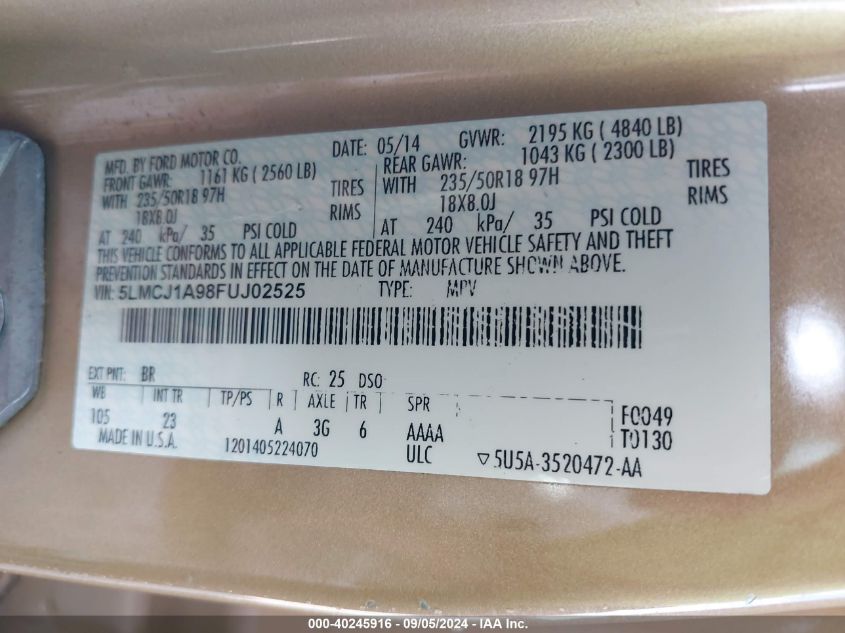 MFD. BY FORD MOTOR CO. DATE: 05/14 GVWR: 2195 KG ( 4840 LB)
FRONT GAWR: 1161 KG ( 2560 LB) REAR GAWR: 1043 KG ( 2300 LB)
WITH 235/50R18 97H TIRES WITH 235/50R18 97H TIRES
18X8.0J RIMS 18X8.0J RIMS
AT 240 kPa/ 35 PSI COLD AT 240 kPa/ 35 PSI COLD
THIS VEHICLE CONFORMS TO ALL APPLICABLE FEDERAL MOTOR VEHICLE SAFETY AND THEFT
PREVENTION STANDARDS IN EFFECT ON THE DATE OF MANUFACTURE SHOWN ABOVE.
VIN: 5LMCJ1A98FUJ02525 TYPE: MPV
EXT PNT: BR RC: 25 DSO:
WB INT TR TP/PS R AXLE TR SPR
105 23 A 3G 6 AAAA F0049
MADE IN U.S.A. 1201405224070 ULC T0130
▽5U5A-3520472-AA
000-40245916 - 09/05/2024 - IAA Inc.